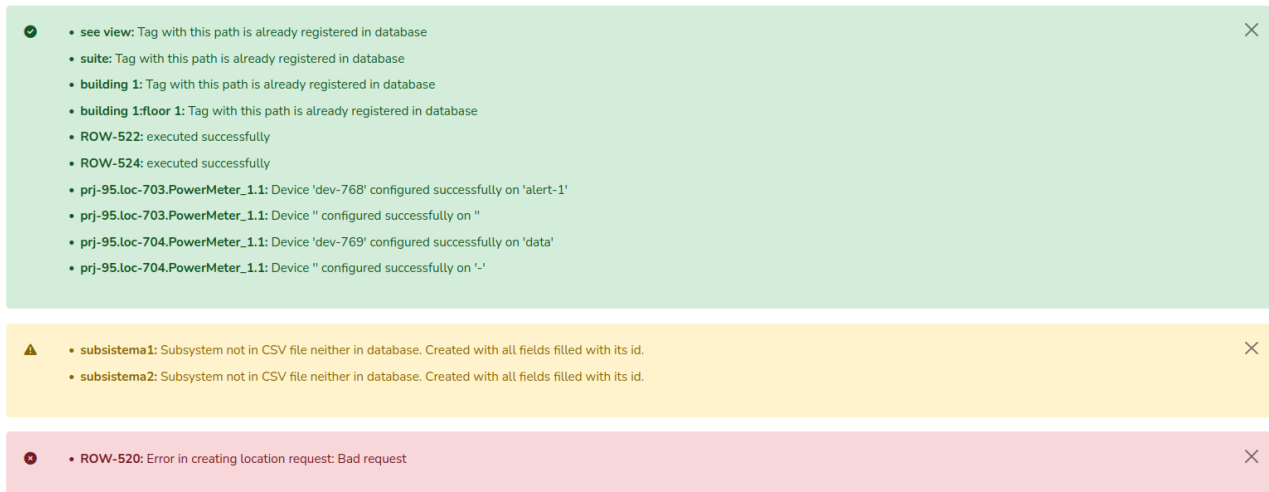 see view: Tag with this path is already registered in database
suite: Tag with this path is already registered in database
building 1: Tag with this path is already registered in database
building 1:floor 1: Tag with this path is already registered in database
ROW-522: executed successfully
ROW-524: executed successfully
prj-95.loc-703.PowerMeter_1.1: Device 'dev-768' configured successfully on 'alert-1'
prj-95.loc-703.PowerMeter_1.1: Device '' configured successfully on ''
prj-95.loc-704.PowerMeter_1.1: Device 'dev-769' configured successfully on 'data'
prj-95.loc-704.PowerMeter_1.1: Device '' configured successfully on '-'
subsistema1: Subsystem not in CSV file neither in database. Created with all fields filled with its id.
subsistema2: Subsystem not in CSV file neither in database. Created with all fields filled with its id.
ROW-520: Error in creating location request: Bad request